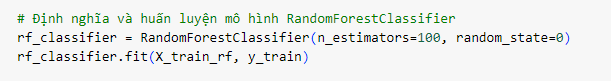 # Định nghĩa và huấn luyện mô hình RandomForestClassifier
rf_classifier = RandomForestClassifier(n_estimators=100, random_state=0)
rf_classifier.fit(X_train_rf, y_train)